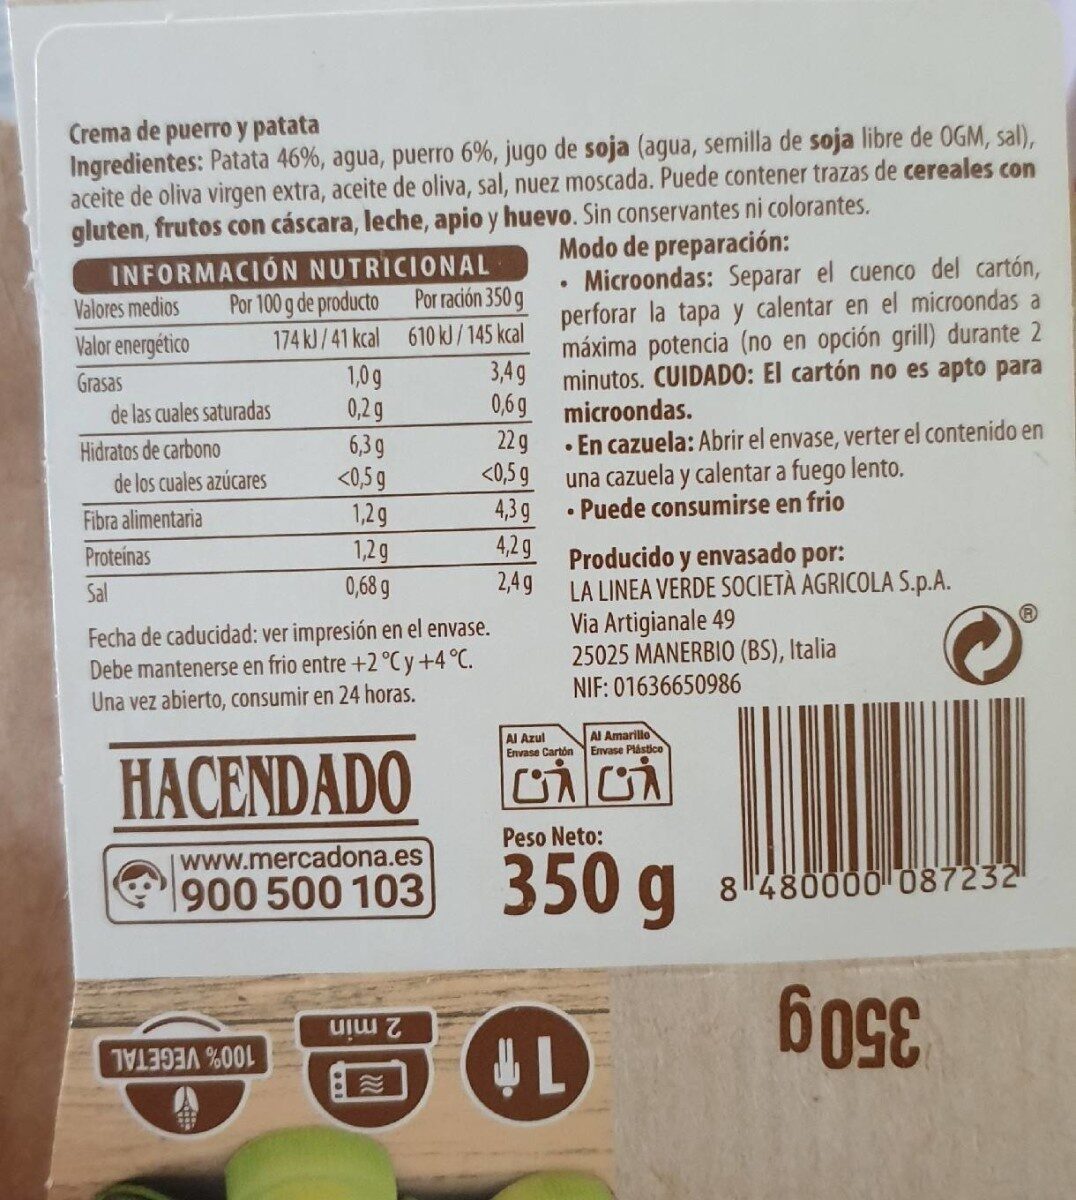 Crema de puerro y patata
Ingredientes: Patata 46%, agua, puerro 6%, jugo de soja (agua, semilla de soja libre de OGM, sal),
aceite de oliva virgen extra, aceite de oliva, sal, nuez moscada. Puede contener trazas de cereales con
gluten, frutos con cáscara, leche, apio y huevo. Sin conservantes ni colorantes.
INFORMACIÓN NUTRICIONAL
Valores medios Por 100 g de producto Por ración 350 g
Valor energético 174 kJ / 41 kcal 610 kJ / 145 kcal
Grasas 1,0 g 3,4 g
de las cuales saturadas 0,2 g 0,6 g
Hidratos de carbono 6,3 g 22 g
de los cuales azúcares <0,5 g <0,5 g
Fibra alimentaria 1,2 g 4,3 g
Proteínas 1,2 g 4,2 g
Sal 0,68 g 2,4 g
Fecha de caducidad: ver impresión en el envase.
Debe mantenerse en frio entre +2 °C y +4 °C.
Una vez abierto, consumir en 24 horas.
Modo de preparación:
• Microondas: Separar el cuenco del cartón,
perforar la tapa y calentar en el microondas a
máxima potencia (no en opción grill) durante 2
minutos. CUIDADO: El cartón no es apto para
microondas.
• En cazuela: Abrir el envase, verter el contenido en
una cazuela y calentar a fuego lento.
• Puede consumirse en frio
Producido y envasado por:
LA LINEA VERDE SOCIETÀ AGRICOLA S.p.A.
Via Artigianale 49
25025 MANERBIO (BS), Italia
NIF: 01636650986
®
HACENDADO
www.mercadona.es
900 500 103
Al Azul
Envase Cartón
Al Amarillo
Envase Plástico
Peso Neto:
350 g
8 480000 087232
350 g
1
2 min
100% VEGETAL